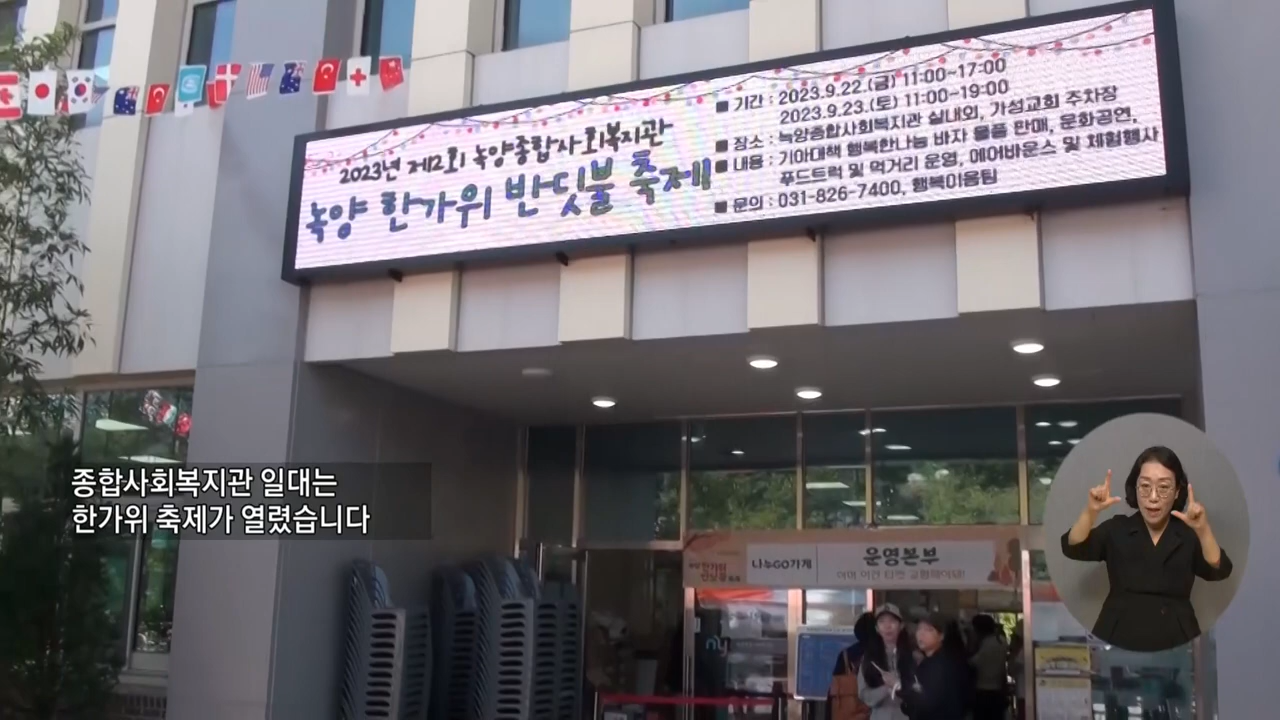 2023년 제2회 녹양종합사회복지관
녹양 한가위 반딧불 축제!
■ 기간 : 2023.9.22.(금) 11:00~17:00
2023.9.23.(토) 11:00~19:00
■ 장소 : 녹양종합사회복지관 실내외, 가성교회 주차장
■ 내용 : 기아대책 행복한나눔 바자 물품 판매, 문화공연,
푸드트럭 및 먹거리 운영, 에어바운스 및 체험행사
■ 문의 : 031-826-7400, 행복이음팀
종합사회복지관 일대는
한가위 축제가 열렸습니다
한가위
반딧불
나누GO가게
운영본부